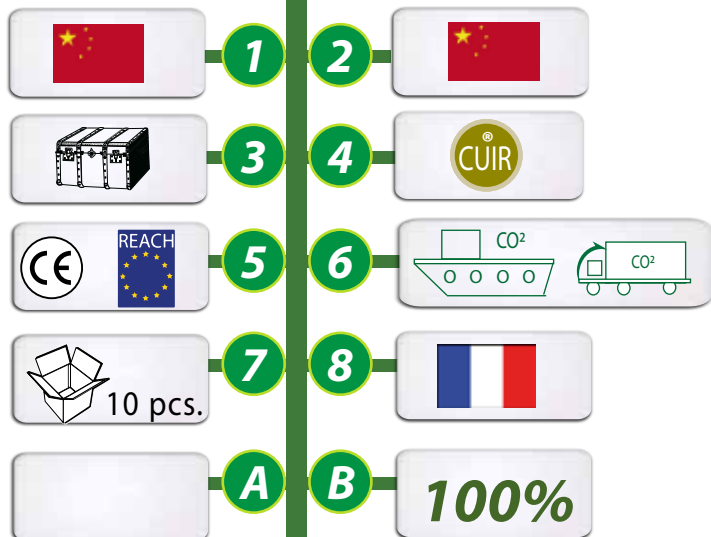 1 2
3 4
® CUIR
CE REACH
5 6
CO² CO²
7 8
10 pcs.
A B
100%